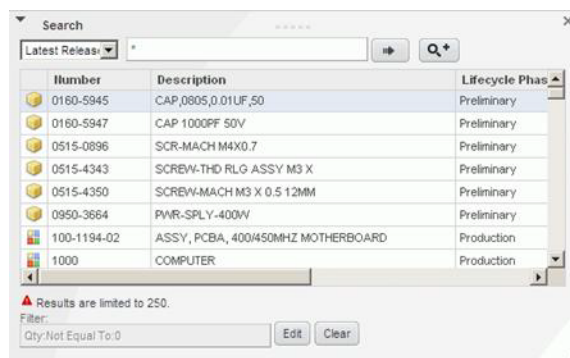 Search
Latest Releas *
Number Description Lifecycle Phas
0160-5945 CAP,0805,0.01UF,50 Preliminary
0160-5947 CAP 1000PF 50V Preliminary
0515-0896 SCR-MACH M4X0.7 Preliminary
0515-4343 SCREW-THD RLG ASSY M3 X Preliminary
0515-4350 SCREW-MACH M3 X 0.5 12MM Preliminary
0950-3664 PWR-SPLY-400W Preliminary
100-1194-02 ASSY, PCBA, 400/450MHZ MOTHERBOARD Production
1000 COMPUTER Production
Results are limited to 250.
Filter:
Qty:Not Equal To:0 Edit Clear